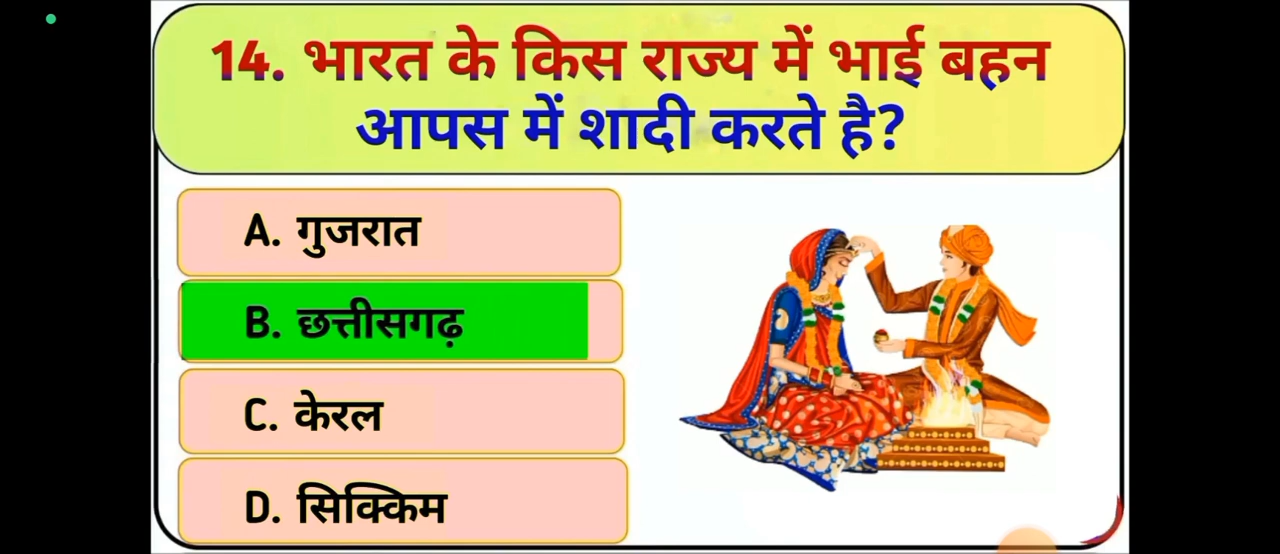 14. भारत के किस राज्य में भाई बहन
आपस में शादी करते है?
A. गुजरात
B. छत्तीसगढ़
C. केरल
D. सिक्किम